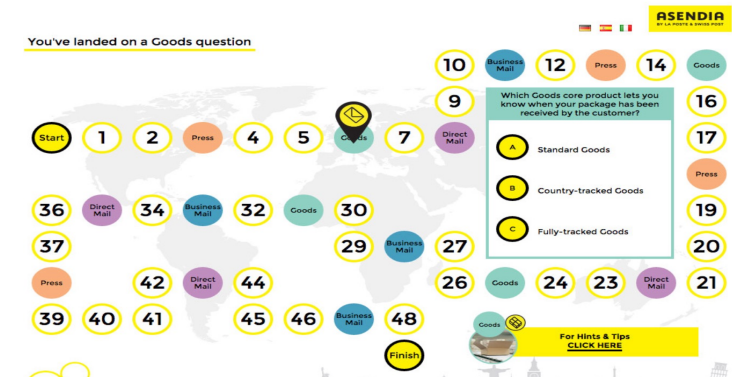 ASENDIA
BY LA POSTE & SWISS POST
You've landed on a Goods question
10
Business
Mail
12
Press
14
Goods
9
Which Goods core product lets you
know when your package has been
received by the customer?
16
Start
1
2
Press
4
5
Goods
7
Direct
Mail
A
Standard Goods
17
B
Country-tracked Goods
Press
36
Direct
Mail
34
Business
Mail
32
Goods
30
C
Fully-tracked Goods
19
37
29
Business
Mail
27
20
Press
42
Direct
Mail
44
26
Goods
24
23
Direct
Mail
21
39
40
41
45
46
Business
Mail
48
Goods
For Hints & Tips
CLICK HERE
Finish